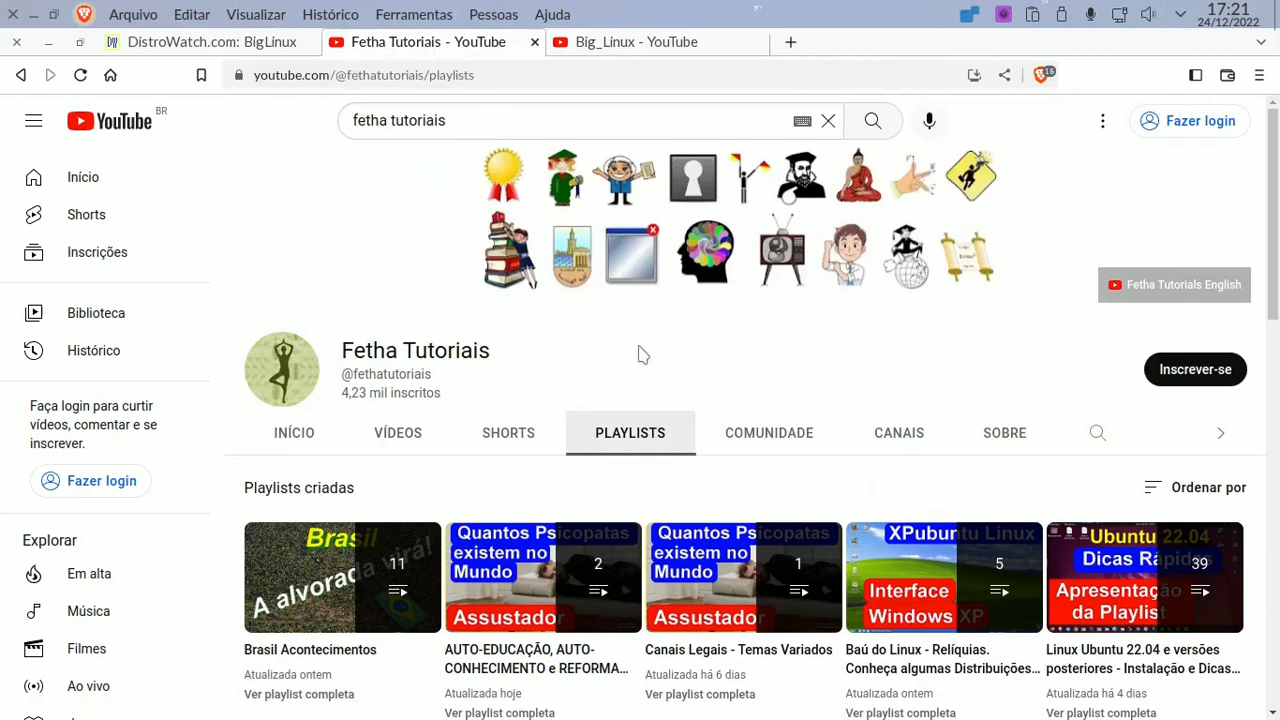 Arquivo Editar Visualizar Histórico Ferramentas Pessoas Ajuda 17:21
24/12/2022
DistroWatch.com: BigLinux Fetha Tutoriais - YouTube Big_Linux - YouTube
youtube.com/@fethatutoriais/playlists 16
YouTube BR fetha tutoriais Fazer login
Início
Shorts
Inscrições
Biblioteca
Histórico
Faça login para curtir
vídeos, comentar e se
inscrever.
Fazer login
Explorar
Em alta
Música
Filmes
Ao vivo
Fetha Tutorials English
Fetha Tutoriais
@fethatutoriais
4,23 mil inscritos
Inscrever-se
INÍCIO VÍDEOS SHORTS PLAYLISTS COMUNIDADE CANAIS SOBRE
Playlists criadas Ordenar por
Brasil
A alvorada virá!
11
Brasil Acontecimentos
Atualizada ontem
Ver playlist completa
Quantos Psicopatas
existem no
Mundo
Assustador
2
AUTO-EDUCAÇÃO, AUTO-
CONHECIMENTO e REFORMA...
Atualizada hoje
Ver playlist completa
Quantos Psicopatas
existem no
Mundo
Assustador
1
Canais Legais - Temas Variados
Atualizada há 6 dias
Ver playlist completa
XPubuntu Linux
Interface
Windows XP
5
Baú do Linux - Relíquias.
Conheça algumas Distribuições...
Atualizada ontem
Ver playlist completa
Ubuntu 22.04
Dicas Rápidas
Apresentação
da Playlist
39
Linux Ubuntu 22.04 e versões
posteriores - Instalação e Dicas...
Atualizada há 4 dias
Ver playlist completa